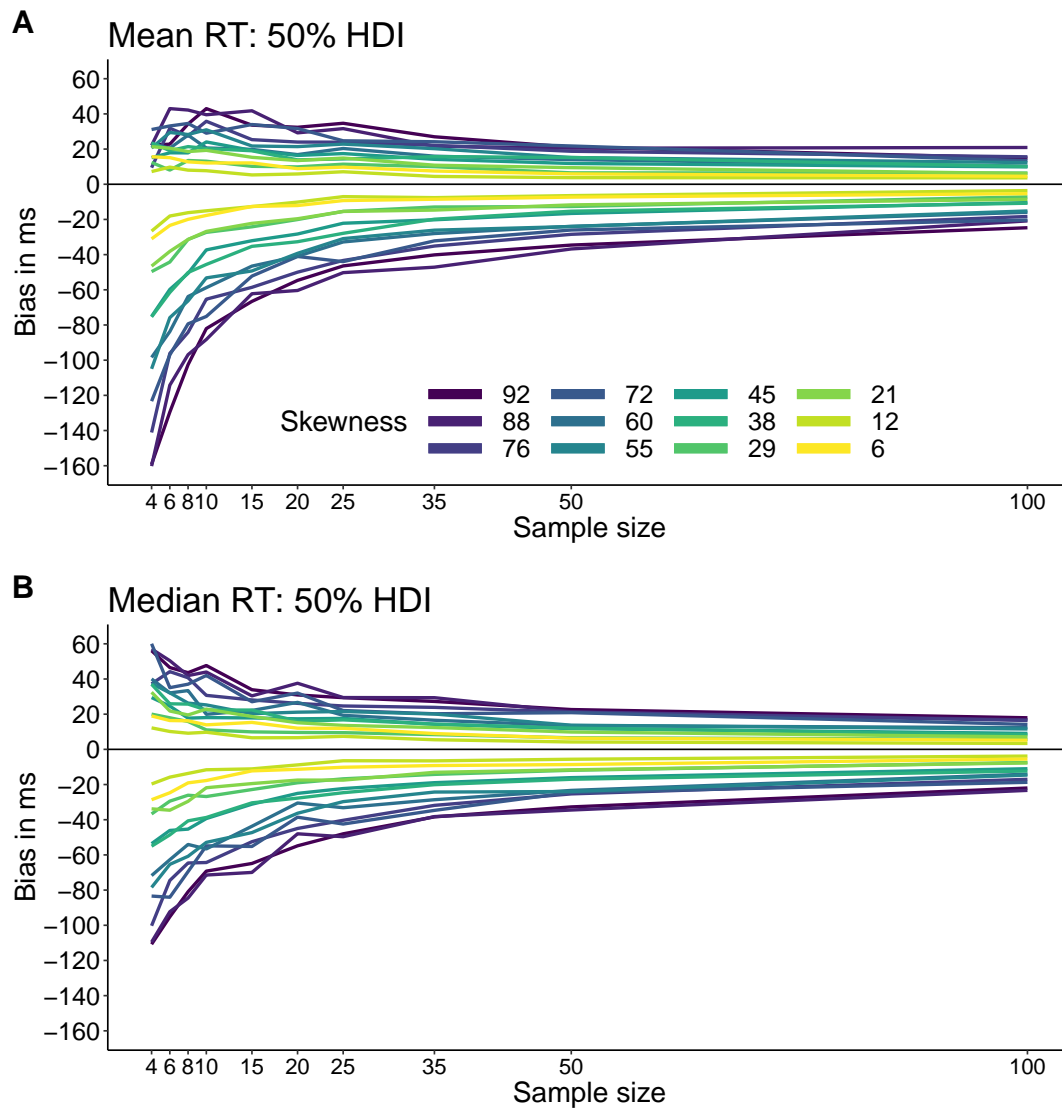 A
Mean RT: 50% HDI
60
40
20
0
−20
−40
−60
−80
−100
−120
−140
−160
Bias in ms
Skewness
92 72 45 21
88 60 38 12
76 55 29 6
4 6 8 10 15 20 25 35 50 100
Sample size
B
Median RT: 50% HDI
60
40
20
0
−20
−40
−60
−80
−100
−120
−140
−160
Bias in ms
4 6 8 10 15 20 25 35 50 100
Sample size